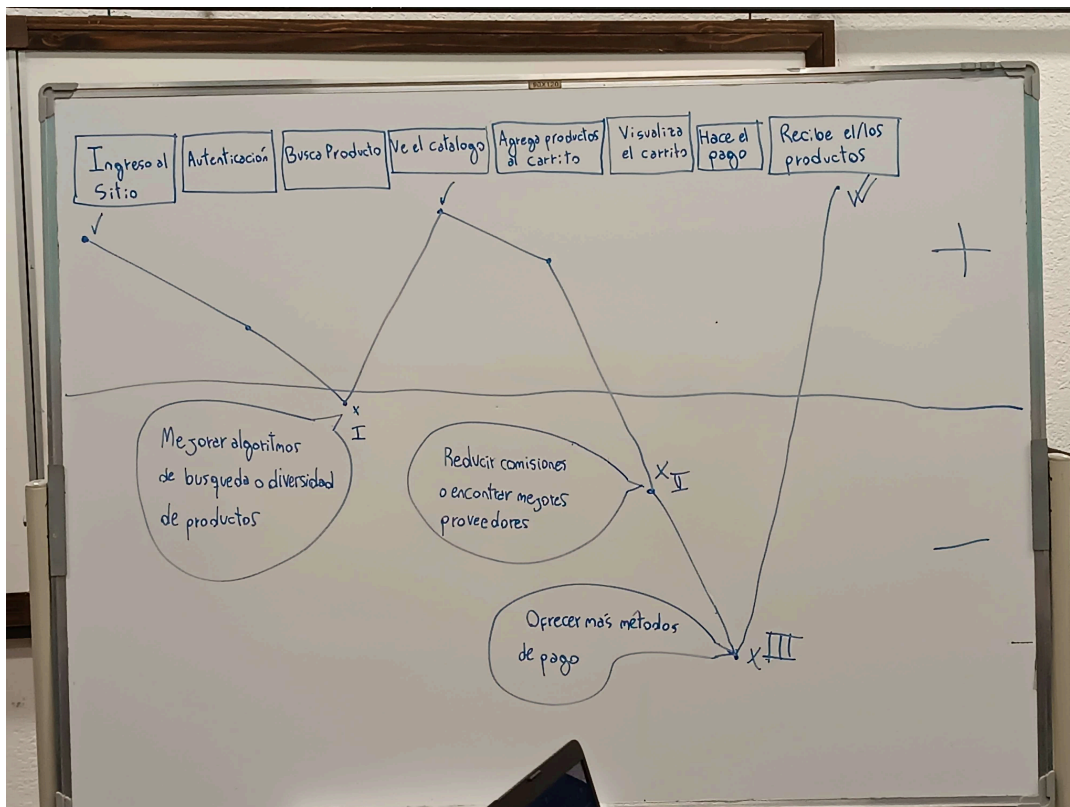 Ingreso al
Sitio
Autenticación
Busca Producto
Ve el catalogo
Agrega productos
al carrito
Visualiza
el carrito
Hace el
pago
Recibe el/los
productos
✓
✓
✓✓
+
x
I
Mejorar algoritmos
de busqueda o diversidad
de productos
Reducir comisiones
o encontrar mejores
proveedores
x II
—
Ofrecer más métodos
de pago
x III